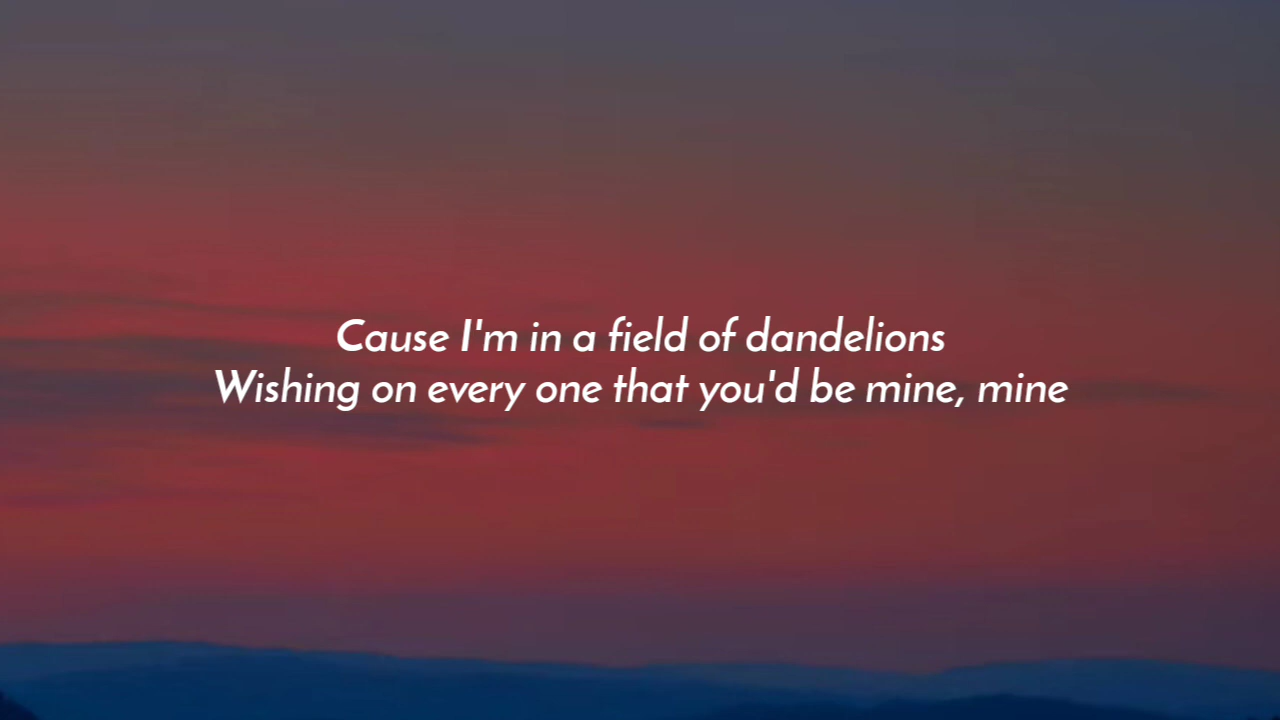 Cause I'm in a field of dandelions
Wishing on every one that you'd be mine, mine